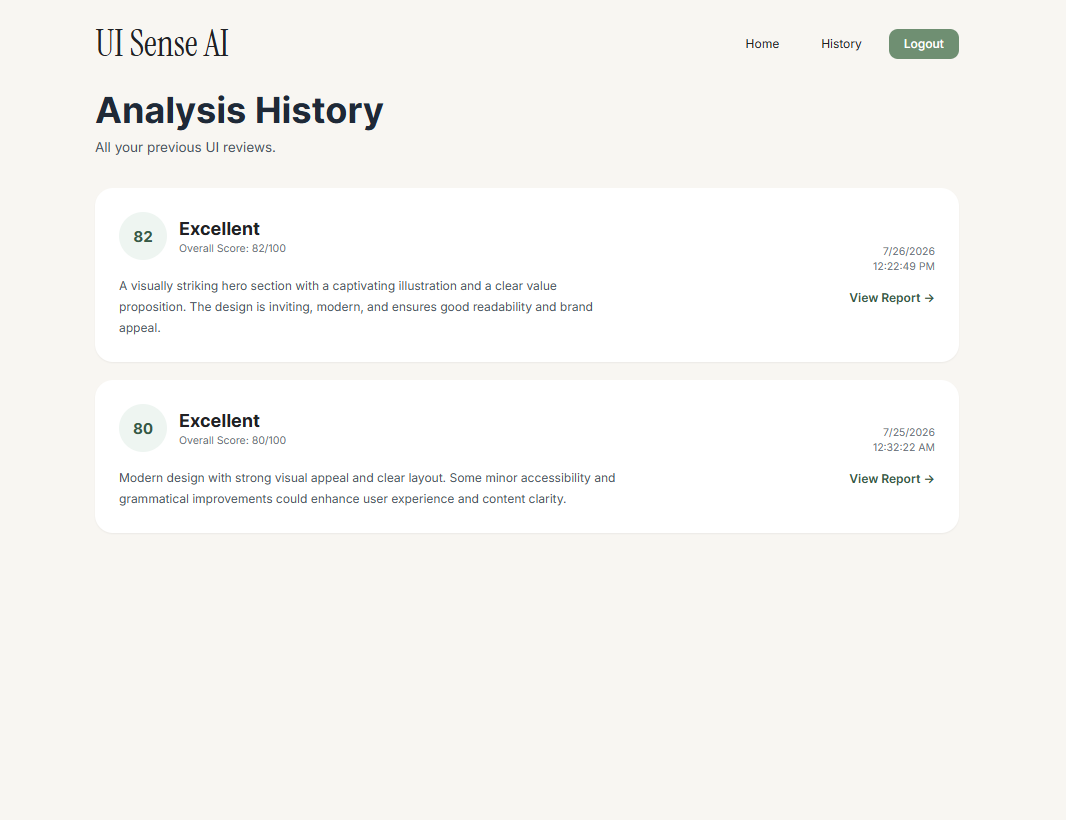 UI Sense AI
Home
History
Logout
Analysis History
All your previous UI reviews.
82
Excellent
Overall Score: 82/100
A visually striking hero section with a captivating illustration and a clear value
proposition. The design is inviting, modern, and ensures good readability and brand
appeal.
7/26/2026
12:22:49 PM
View Report →
80
Excellent
Overall Score: 80/100
Modern design with strong visual appeal and clear layout. Some minor accessibility and
grammatical improvements could enhance user experience and content clarity.
7/25/2026
12:32:22 AM
View Report →